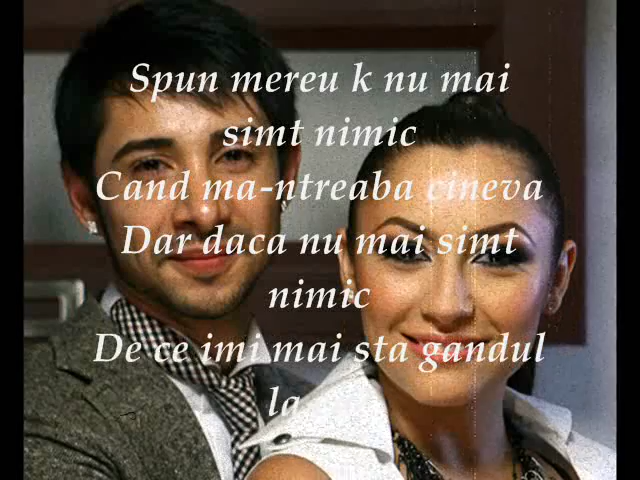 Spun mereu k nu mai
simt nimic
Cand ma-ntreaba cineva
Dar daca nu mai simt
nimic
De ce imi mai sta gandul
la